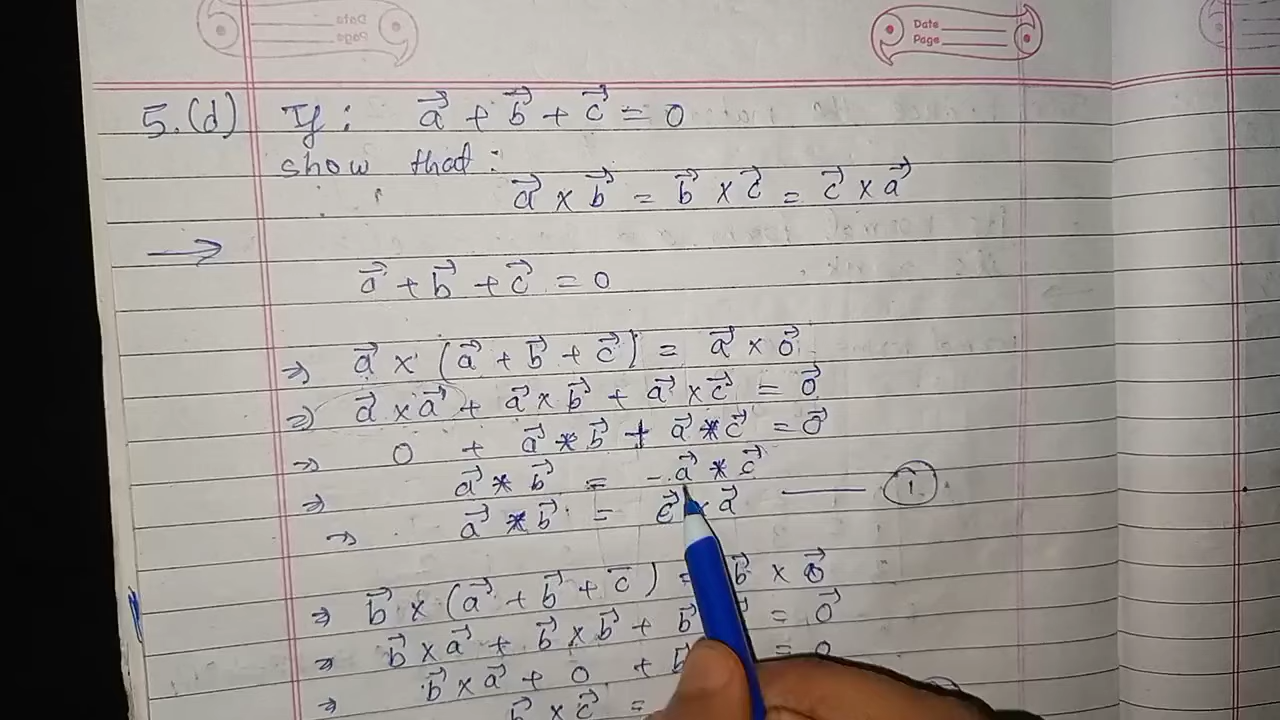 Date
Page
5.(d) If : a⃗ + b⃗ + c⃗ = 0
show that :
a⃗ × b⃗ = b⃗ × c⃗ = c⃗ × a⃗
→
a⃗ + b⃗ + c⃗ = 0
⇒ a⃗ × (a⃗ + b⃗ + c⃗) = a⃗ × 0⃗
⇒ a⃗ × a⃗ + a⃗ × b⃗ + a⃗ × c⃗ = 0⃗
⇒ 0 + a⃗ * b⃗ + a⃗ * c⃗ = 0⃗
⇒ a⃗ * b⃗ = - a⃗ * c⃗
⇒ a⃗ * b⃗ = c⃗ × a⃗ —— 1
⇒ b⃗ × (a⃗ + b⃗ + c⃗) = b⃗ × 0⃗
⇒ b⃗ × a⃗ + b⃗ × b⃗ + b⃗ = 0⃗
⇒ b⃗ × a⃗ + 0 + = 0
⇒ b⃗ × c⃗ =